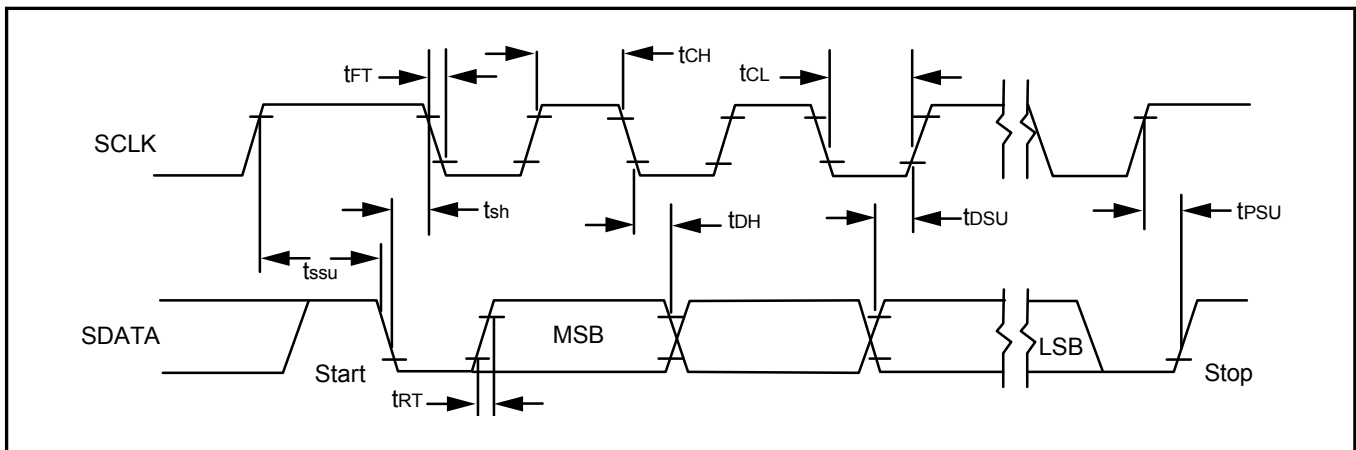 tFT
tCH
tCL
SCLK
tsh
tDH
tDSU
tPSU
tssu
SDATA
MSB
LSB
Start
Stop
tRT